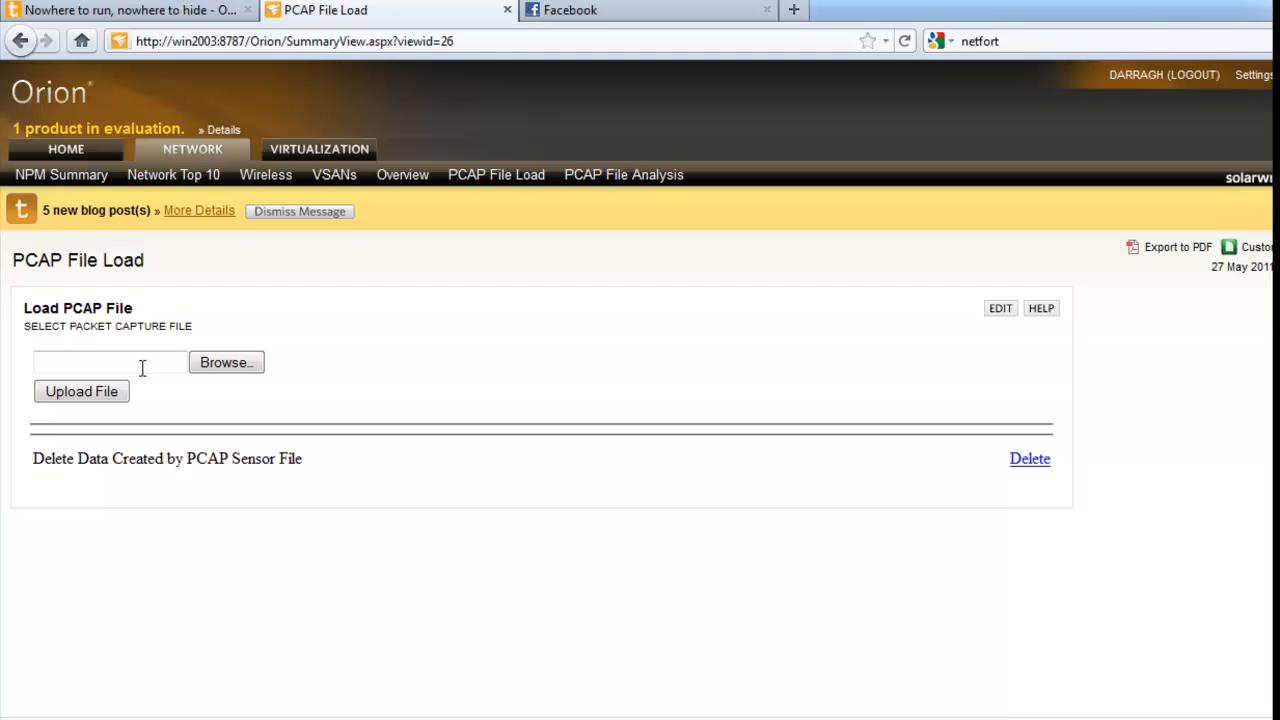 Nowhere to run, nowhere to hide - O...
PCAP File Load
Facebook
http://win2003:8787/Orion/SummaryView.aspx?viewid=26
netfort
DARRAGH (LOGOUT) Settings
Orion®
1 product in evaluation. » Details
HOME NETWORK VIRTUALIZATION
NPM Summary Network Top 10 Wireless VSANs Overview PCAP File Load PCAP File Analysis
solarwi
t 5 new blog post(s) » More Details Dismiss Message
Export to PDF Custo
PCAP File Load
27 May 2011
Load PCAP File
EDIT HELP
SELECT PACKET CAPTURE FILE
Browse...
Upload File
Delete Data Created by PCAP Sensor File Delete